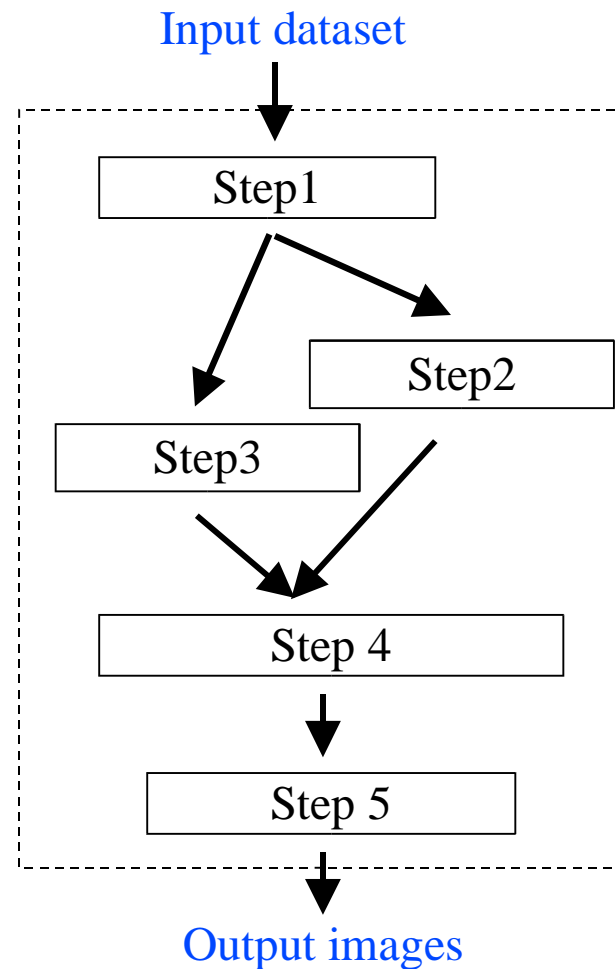 Input dataset
Step1
Step2
Step3
Step 4
Step 5
Output images